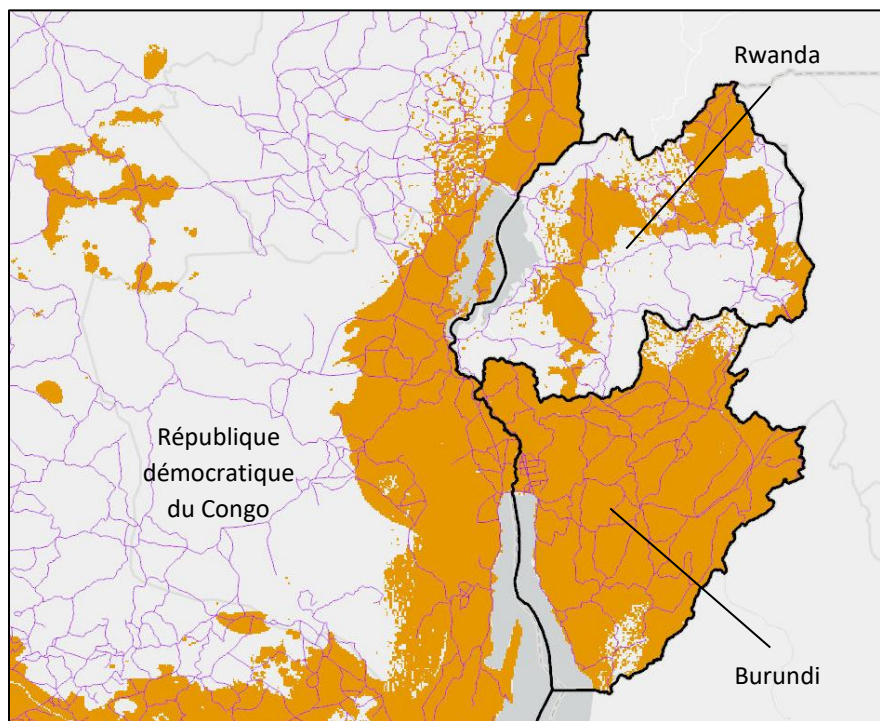 Rwanda
République
démocratique
du Congo
Burundi